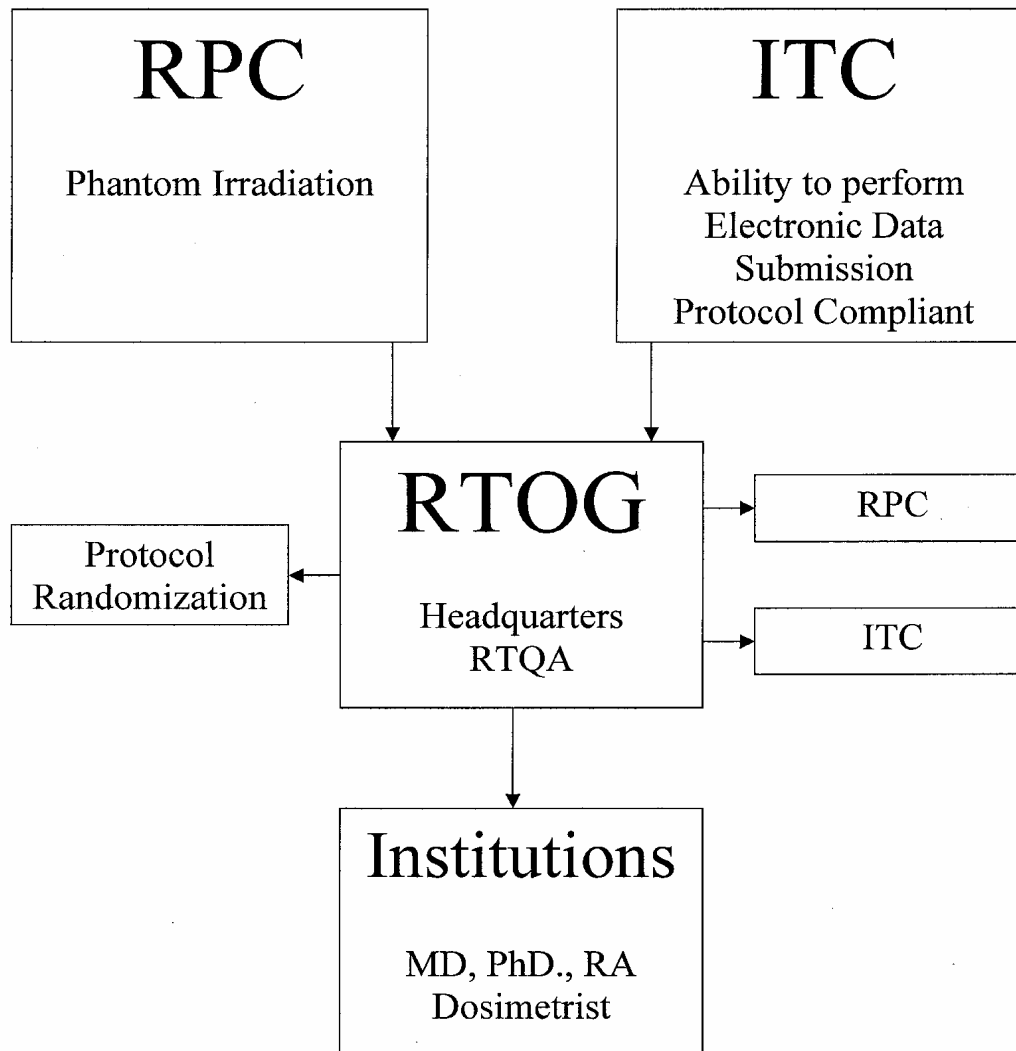 RPC
Phantom Irradiation
ITC
Ability to perform
Electronic Data
Submission
Protocol Compliant
RTOG
Headquarters
RTQA
Protocol
Randomization
RPC
ITC
Institutions
MD, PhD., RA
Dosimetrist